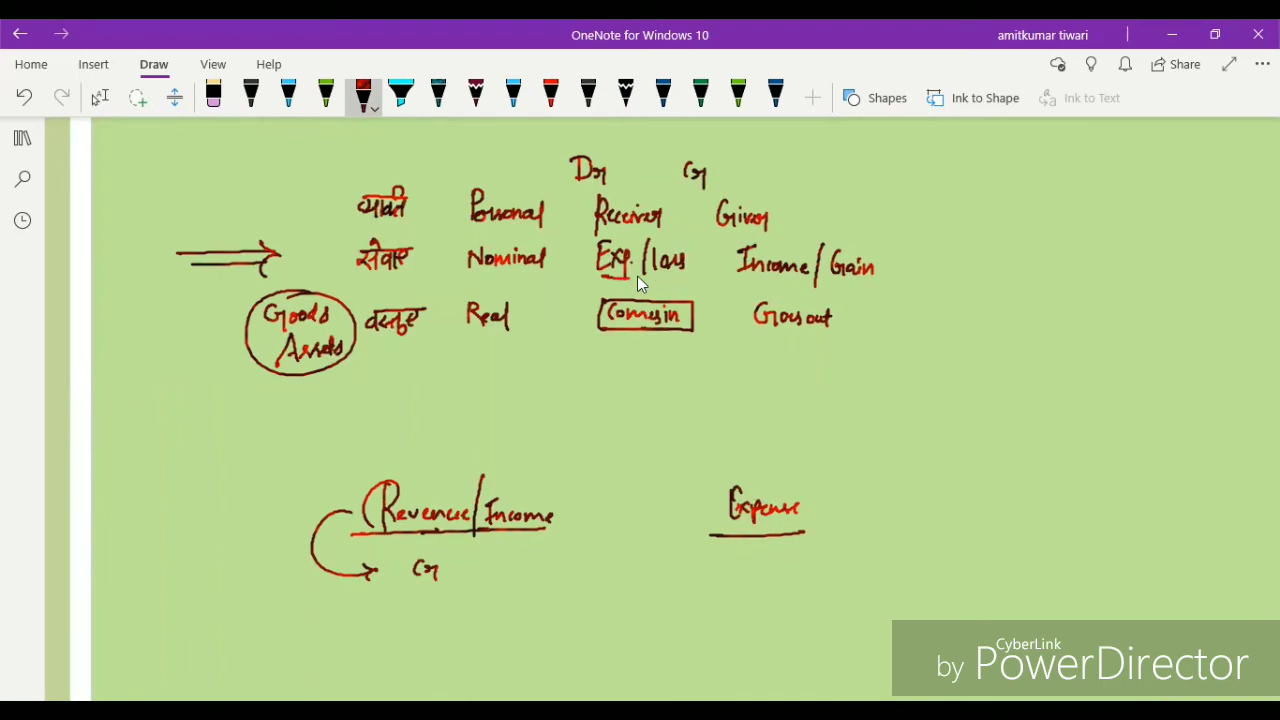 OneNote for Windows 10
amitkumar tiwari
Home Insert Draw View Help
Share
Shapes Ink to Shape Ink to Text
Dr Cr
व्यक्ति Personal Receiver Giver
सेवाए Nominal Exp./loss Income/Gain
Goods Assets वस्तुए Real Comes in Goes out
Revenue/Income Expense
Cr
CyberLink
by PowerDirector